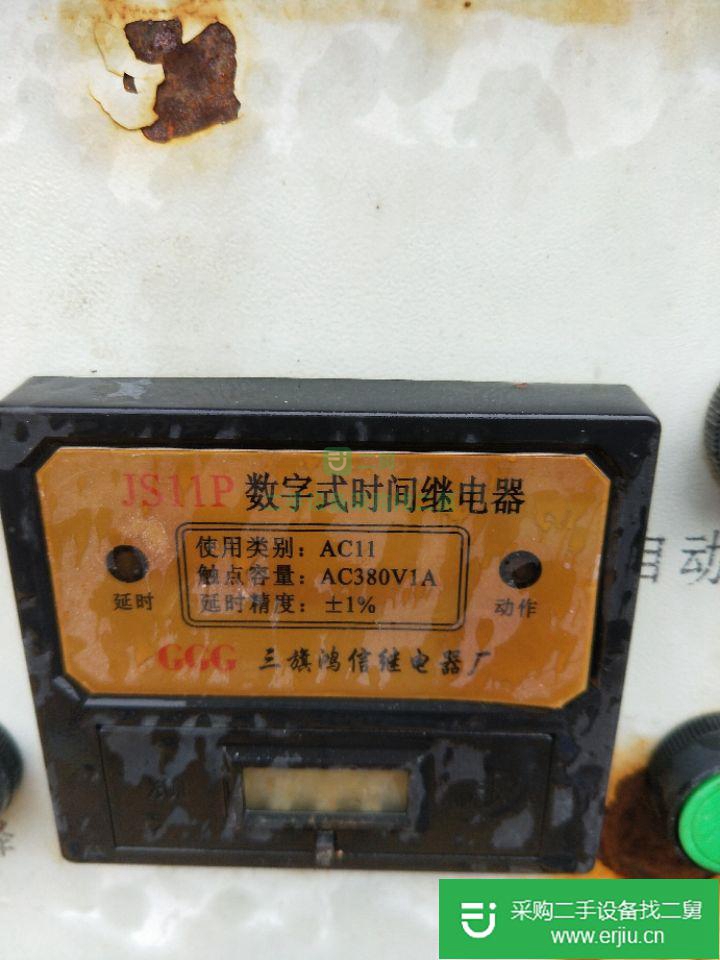 JS11P 数字式时间继电器
使用类别：AC11
触点容量：AC380V1A
延时精度：±1%
延时
动作
GGG 三旗鸿信继电器厂
自动
采购二手设备找二舅
www.erjiu.cn